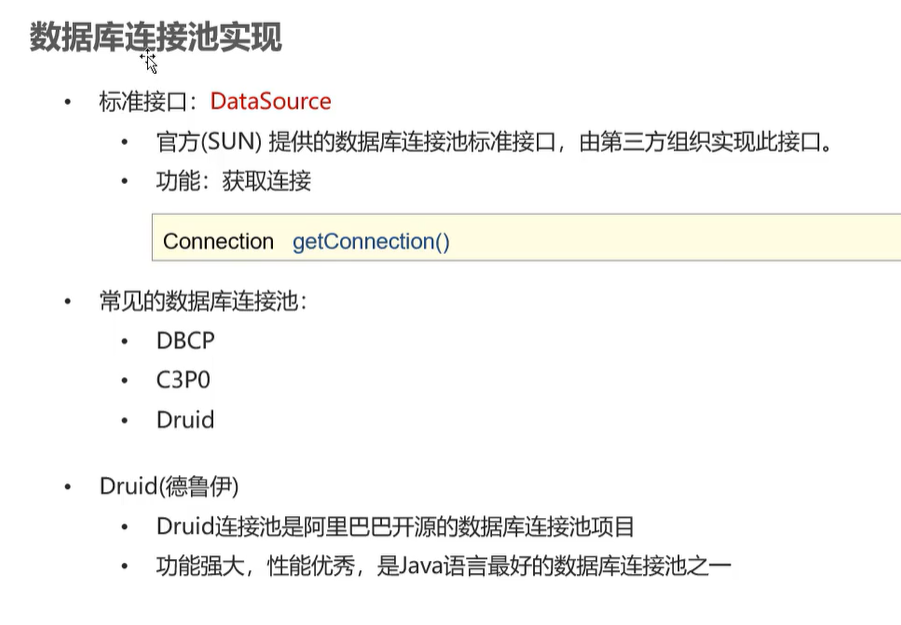 数据库连接池实现
• 标准接口：DataSource
• 官方(SUN) 提供的数据库连接池标准接口，由第三方组织实现此接口。
• 功能：获取连接
Connection getConnection()
• 常见的数据库连接池：
• DBCP
• C3P0
• Druid
• Druid(德鲁伊)
• Druid连接池是阿里巴巴开源的数据库连接池项目
• 功能强大，性能优秀，是Java语言最好的数据库连接池之一